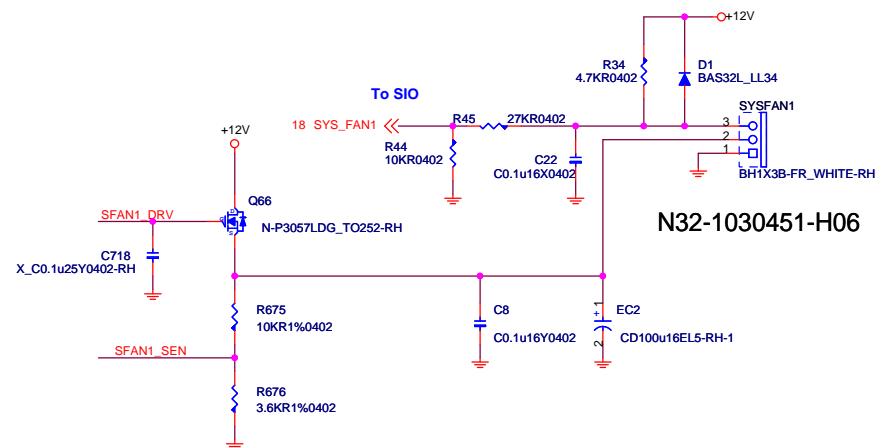 +12V
R34
4.7KR0402
D1
BAS32L_LL34
To SIO
SYSFAN1
18 SYS_FAN1
R45
27KR0402
3
2
1
+12V
R44
10KR0402
C22
C0.1u16X0402
BH1X3B-FR_WHITE-RH
Q66
D
G
S
SFAN1_DRV
N-P3057LDG_TO252-RH
N32-1030451-H06
C718
X_C0.1u25Y0402-RH
R675
10KR1%0402
C8
C0.1u16Y0402
+
1
EC2
2
CD100u16EL5-RH-1
SFAN1_SEN
R676
3.6KR1%0402